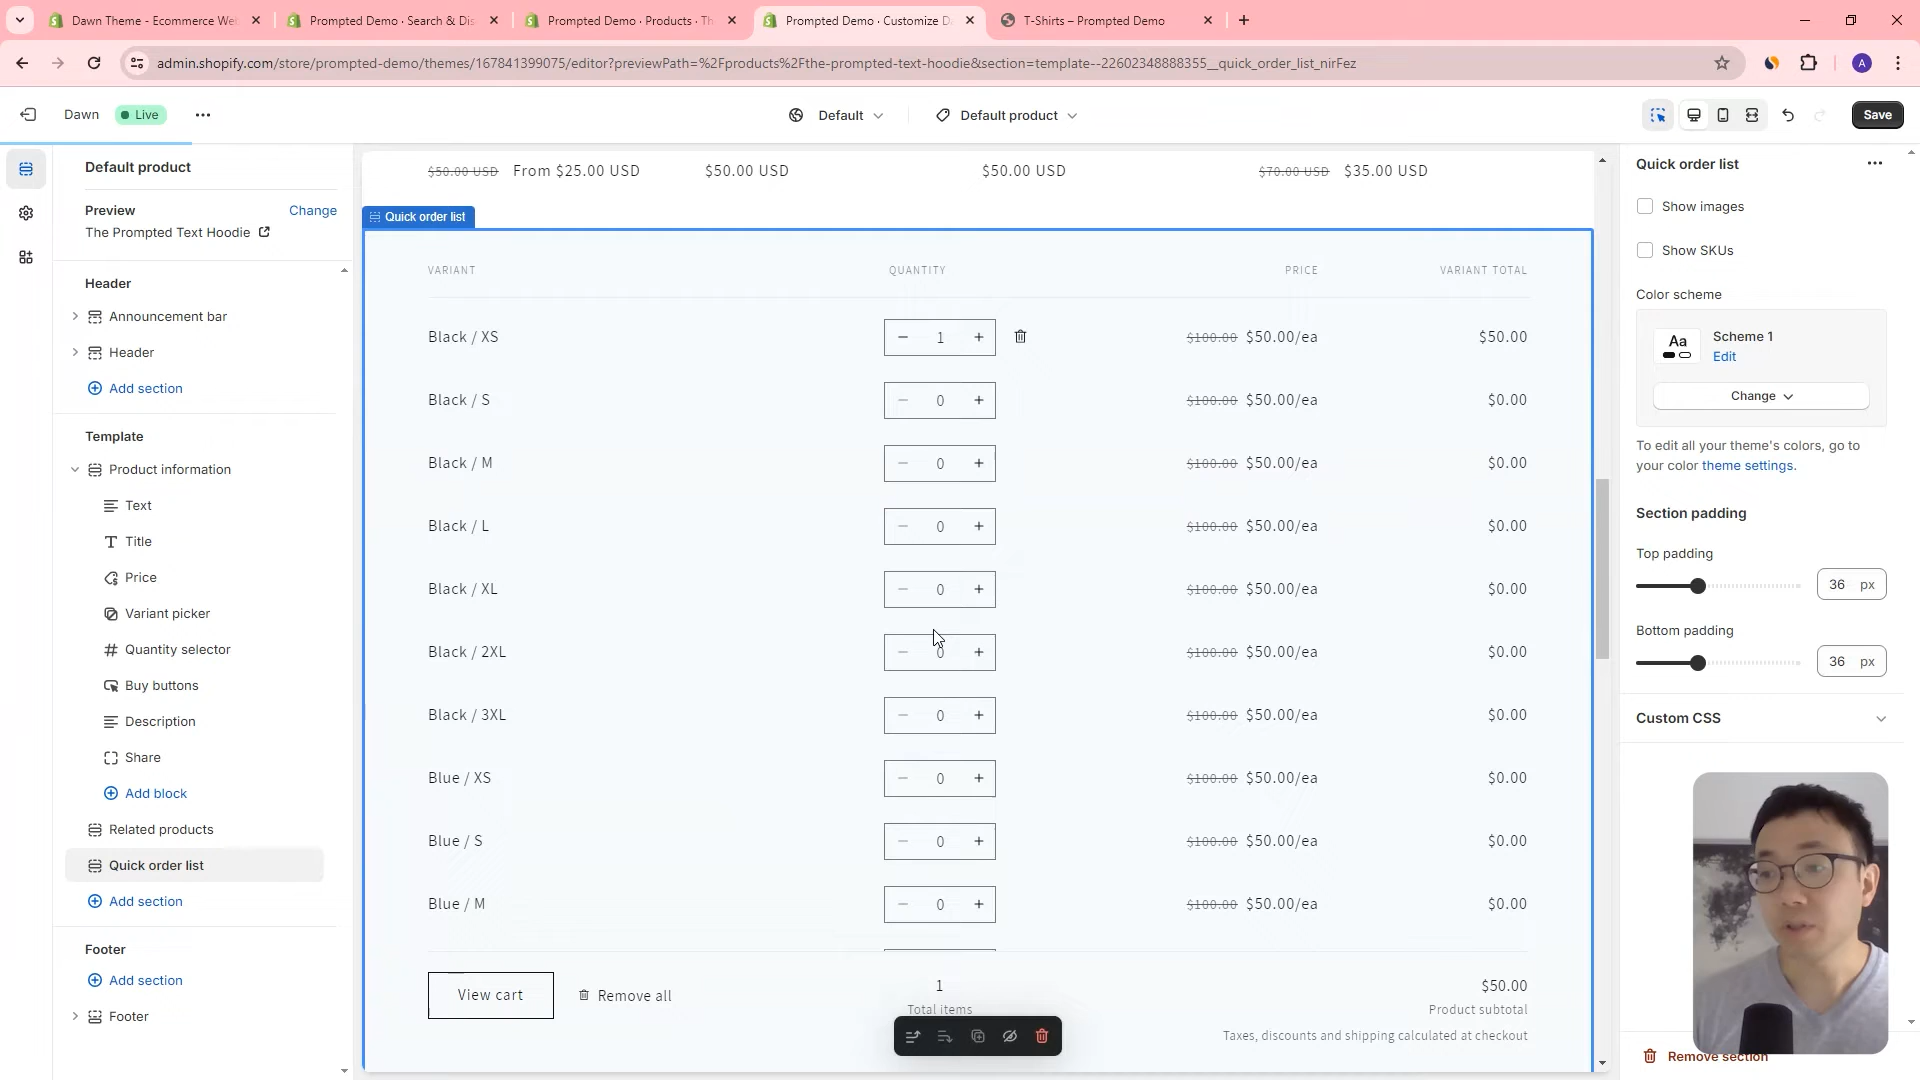 Dawn Theme - Ecommerce We
Prompted Demo · Search & Dis
Prompted Demo · Products · Th
Prompted Demo · Customize Da
T-Shirts – Prompted Demo
admin.shopify.com/store/prompted-demo/themes/167841399075/editor?previewPath=%2Fproducts%2Fthe-prompted-text-hoodie&section=template--22602348888355__quick_order_list_nirFez
A
Dawn
Live
Default
Default product
Save
Default product
Preview
Change
The Prompted Text Hoodie
Header
Announcement bar
Header
Add section
Template
Product information
Text
Title
Price
Variant picker
Quantity selector
Buy buttons
Description
Share
Add block
Related products
Quick order list
Add section
Footer
Add section
Footer
$50.00 USD From $25.00 USD $50.00 USD $50.00 USD $70.00 USD $35.00 USD
Quick order list
VARIANT QUANTITY PRICE VARIANT TOTAL
Black / XS 1 $100.00 $50.00/ea $50.00
Black / S 0 $100.00 $50.00/ea $0.00
Black / M 0 $100.00 $50.00/ea $0.00
Black / L 0 $100.00 $50.00/ea $0.00
Black / XL 0 $100.00 $50.00/ea $0.00
Black / 2XL 0 $100.00 $50.00/ea $0.00
Black / 3XL 0 $100.00 $50.00/ea $0.00
Blue / XS 0 $100.00 $50.00/ea $0.00
Blue / S 0 $100.00 $50.00/ea $0.00
Blue / M 0 $100.00 $50.00/ea $0.00
View cart Remove all 1 $50.00
Total items Product subtotal
Taxes, discounts and shipping calculated at checkout
Quick order list
Show images
Show SKUs
Color scheme
Aa
Scheme 1
Edit
Change
To edit all your theme's colors, go to
your color theme settings.
Section padding
Top padding
36 px
Bottom padding
36 px
Custom CSS
Remove section